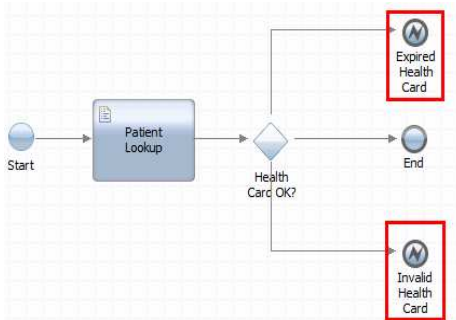 Expired
Health
Card
Patient
Lookup
Start
Health
Card OK?
End
Invalid
Health
Card